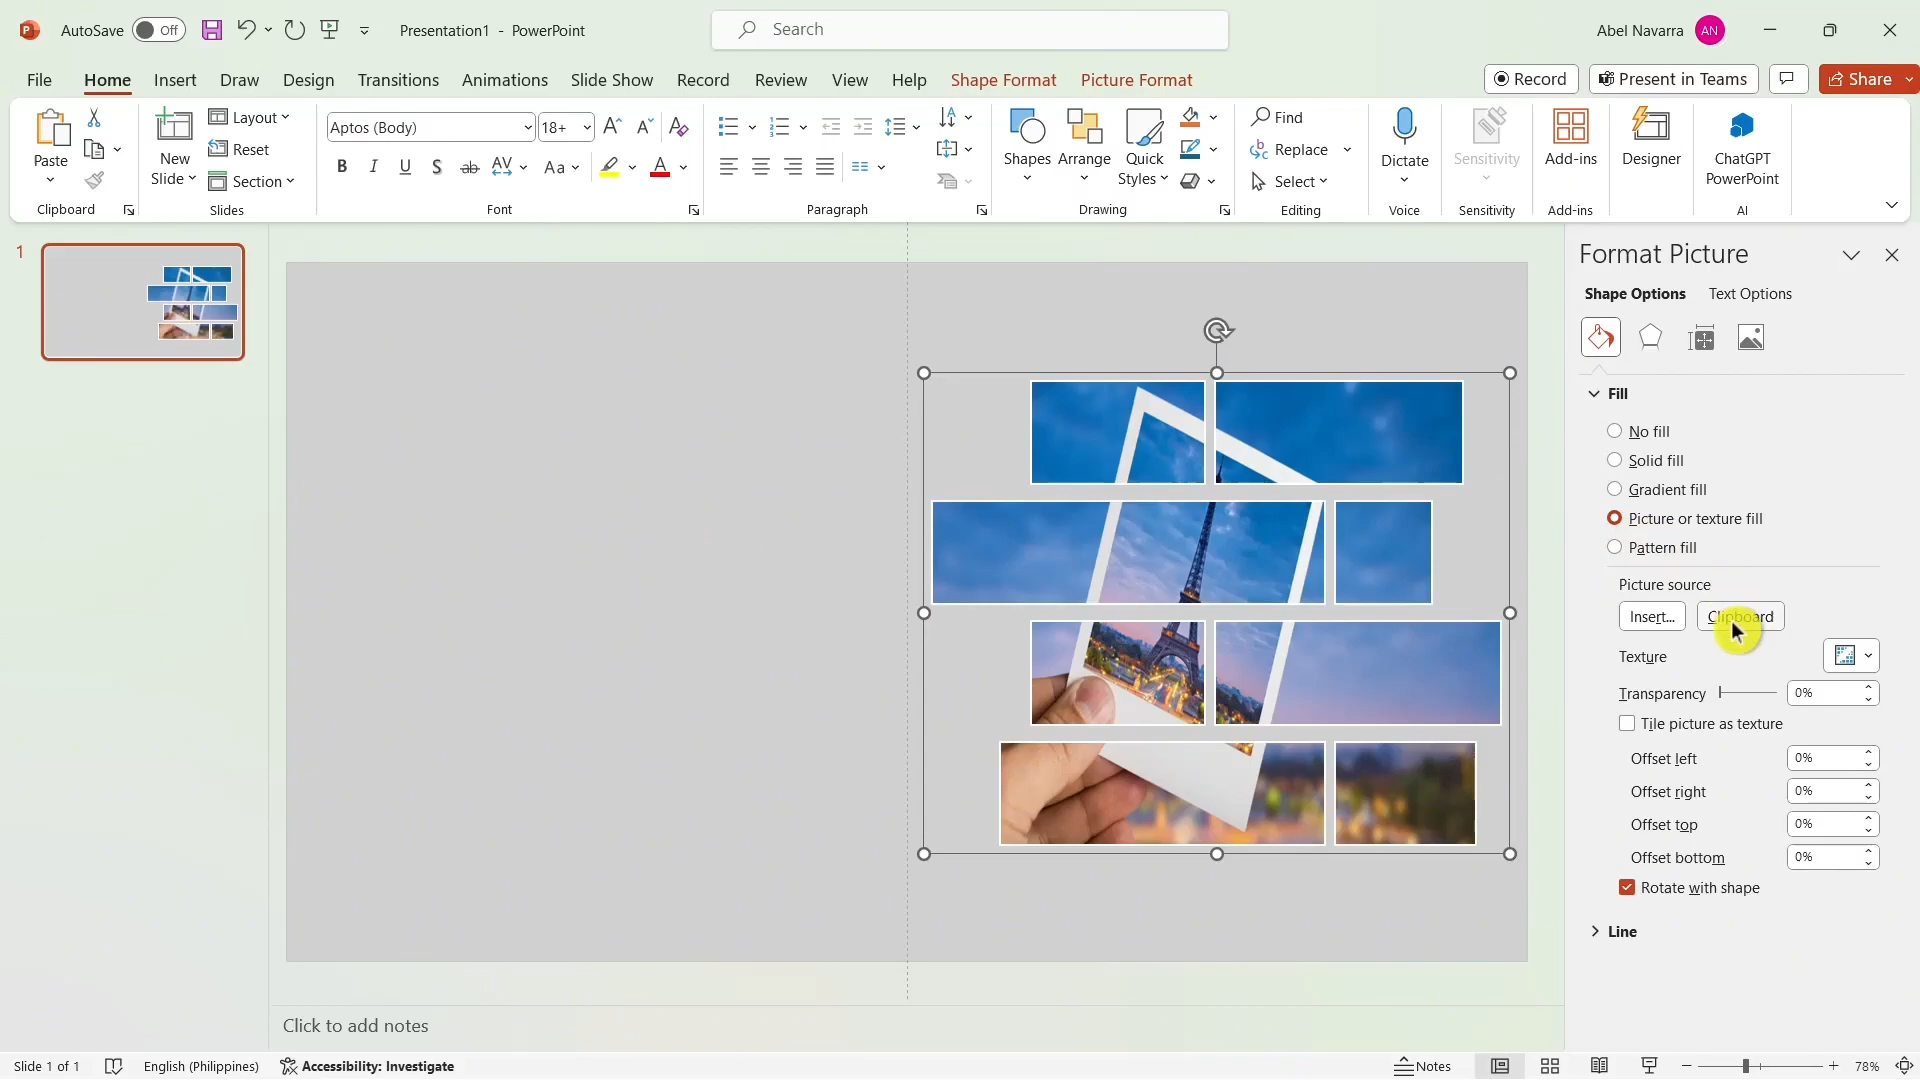 AutoSave Off Presentation1 - PowerPoint Search Abel Navarra AN
File Home Insert Draw Design Transitions Animations Slide Show Record Review View Help Shape Format Picture Format Record Present in Teams Share
Paste
Clipboard
New
Slide
Layout
Reset
Section
Slides
Aptos (Body) 18+
B I U S ab AV Aa A
Font
Paragraph
Shapes Arrange Quick
Styles
Drawing
Find
Replace
Select
Editing
Dictate
Voice
Sensitivity
Sensitivity
Add-ins
Add-ins
Designer
ChatGPT
PowerPoint
AI
1
Format Picture
Shape Options Text Options
Fill
No fill
Solid fill
Gradient fill
Picture or texture fill
Pattern fill
Picture source
Insert... Clipboard
Texture
Transparency 0%
Tile picture as texture
Offset left 0%
Offset right 0%
Offset top 0%
Offset bottom 0%
Rotate with shape
Line
Click to add notes
Slide 1 of 1 English (Philippines) Accessibility: Investigate Notes 78%